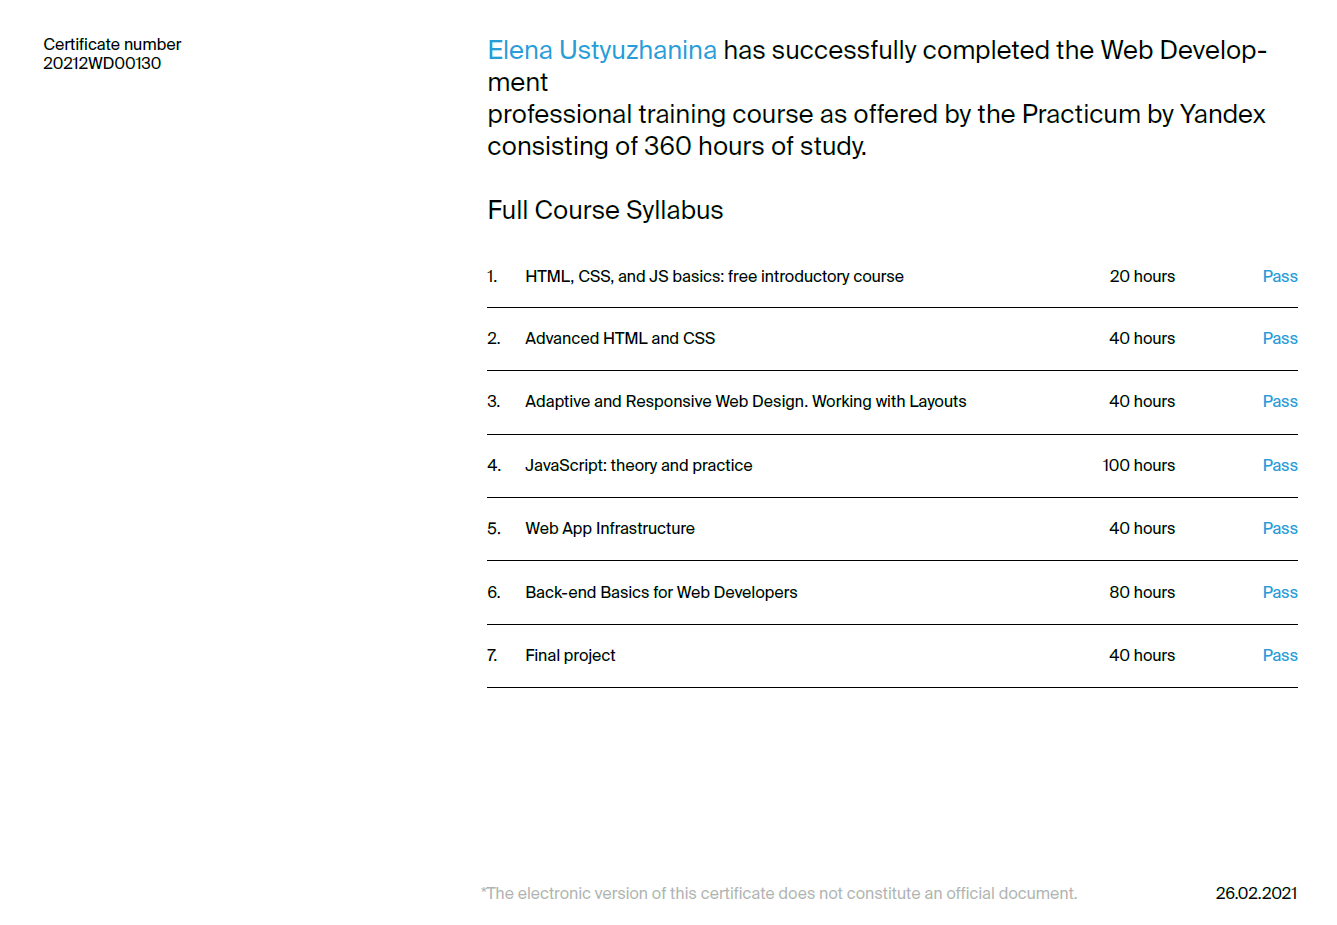 Certificate number
20212WD00130
Elena Ustyuzhanina has successfully completed the Web Develop-
ment
professional training course as offered by the Practicum by Yandex
consisting of 360 hours of study.
Full Course Syllabus
1. HTML, CSS, and JS basics: free introductory course 20 hours Pass
2. Advanced HTML and CSS 40 hours Pass
3. Adaptive and Responsive Web Design. Working with Layouts 40 hours Pass
4. JavaScript: theory and practice 100 hours Pass
5. Web App Infrastructure 40 hours Pass
6. Back-end Basics for Web Developers 80 hours Pass
7. Final project 40 hours Pass
*The electronic version of this certificate does not constitute an official document. 26.02.2021